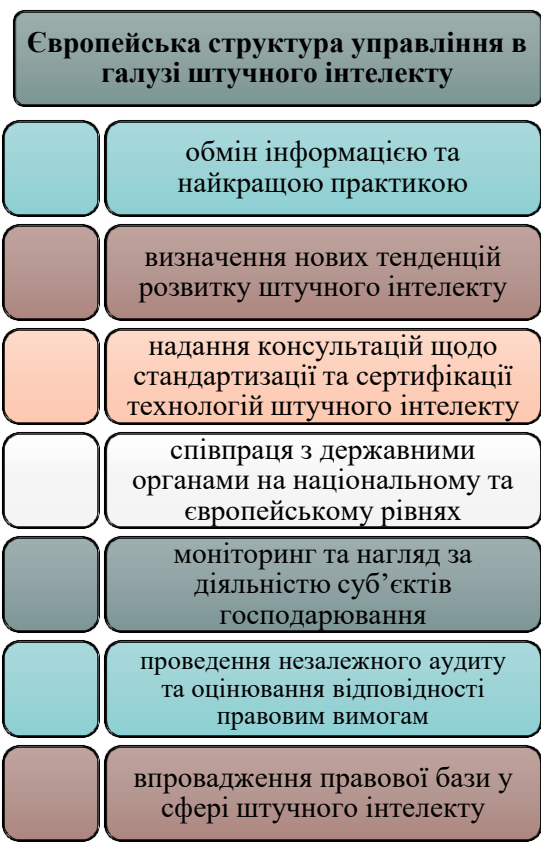 Європейська структура управління в
галузі штучного інтелекту
обмін інформацією та
найкращою практикою
визначення нових тенденцій
розвитку штучного інтелекту
надання консультацій щодо
стандартизації та сертифікації
технологій штучного інтелекту
співпраця з державними
органами на національному та
європейському рівнях
моніторинг та нагляд за
діяльністю суб’єктів
господарювання
проведення незалежного аудиту
та оцінювання відповідності
правовим вимогам
впровадження правової бази у
сфері штучного інтелекту